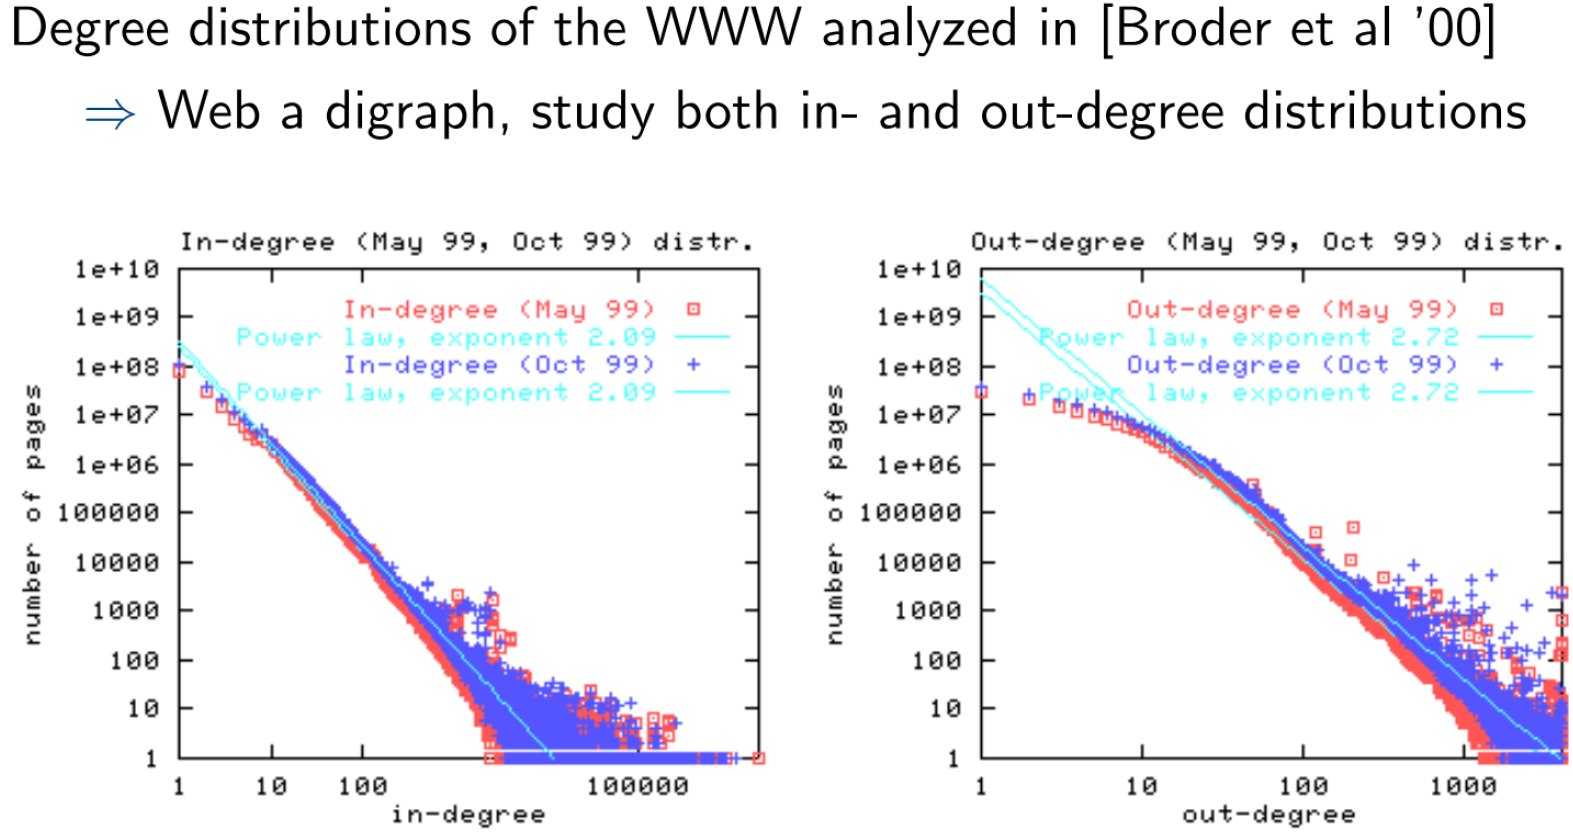 Degree distributions of the WWW analyzed in [Broder et al '00]
⇒ Web a digraph, study both in- and out-degree distributions
In-degree (May 99, Oct 99) distr.
1e+10
1e+09
1e+08
1e+07
1e+06
100000
10000
1000
100
10
1
number of pages
In-degree (May 99)
Power law, exponent 2.09
In-degree (Oct 99)
Power law, exponent 2.09
1 10 100 100000
in-degree
Out-degree (May 99, Oct 99) distr.
1e+10
1e+09
1e+08
1e+07
1e+06
100000
10000
1000
100
10
1
number of pages
Out-degree (May 99)
Power law, exponent 2.72
Out-degree (Oct 99)
Power law, exponent 2.72
1 10 100 1000
out-degree